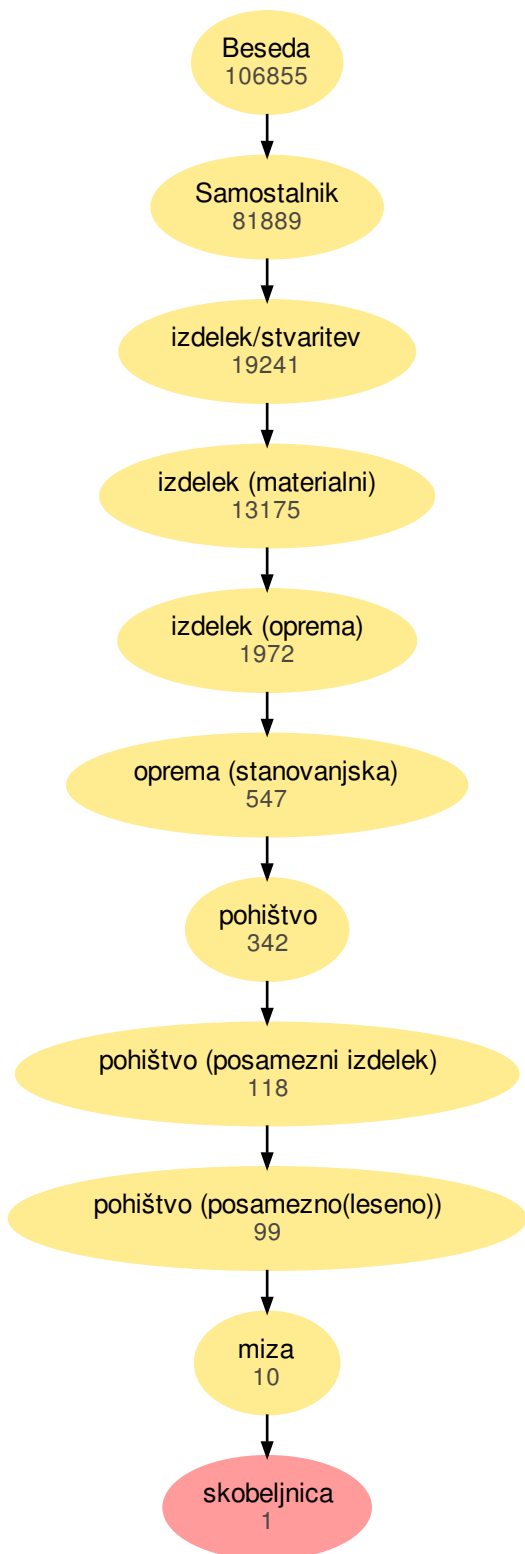 Beseda
106855
Samostalnik
81889
izdelek/stvaritev
19241
izdelek (materialni)
13175
izdelek (oprema)
1972
oprema (stanovanjska)
547
pohištvo
342
pohištvo (posamezni izdelek)
118
pohištvo (posamezno(leseno))
99
miza
10
skobeljnica
1